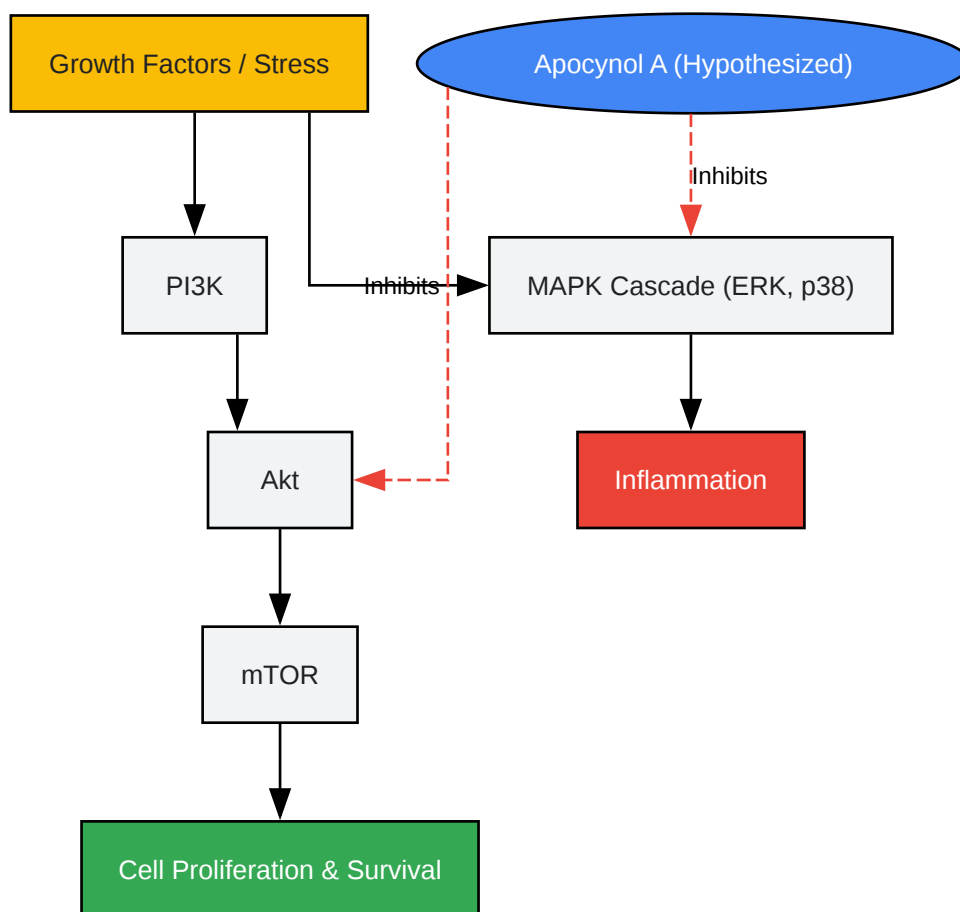 Growth Factors / Stress
Apocynol A (Hypothesized)
Inhibits
PI3K
Inhibits
MAPK Cascade (ERK, p38)
Akt
Inflammation
mTOR
Cell Proliferation & Survival